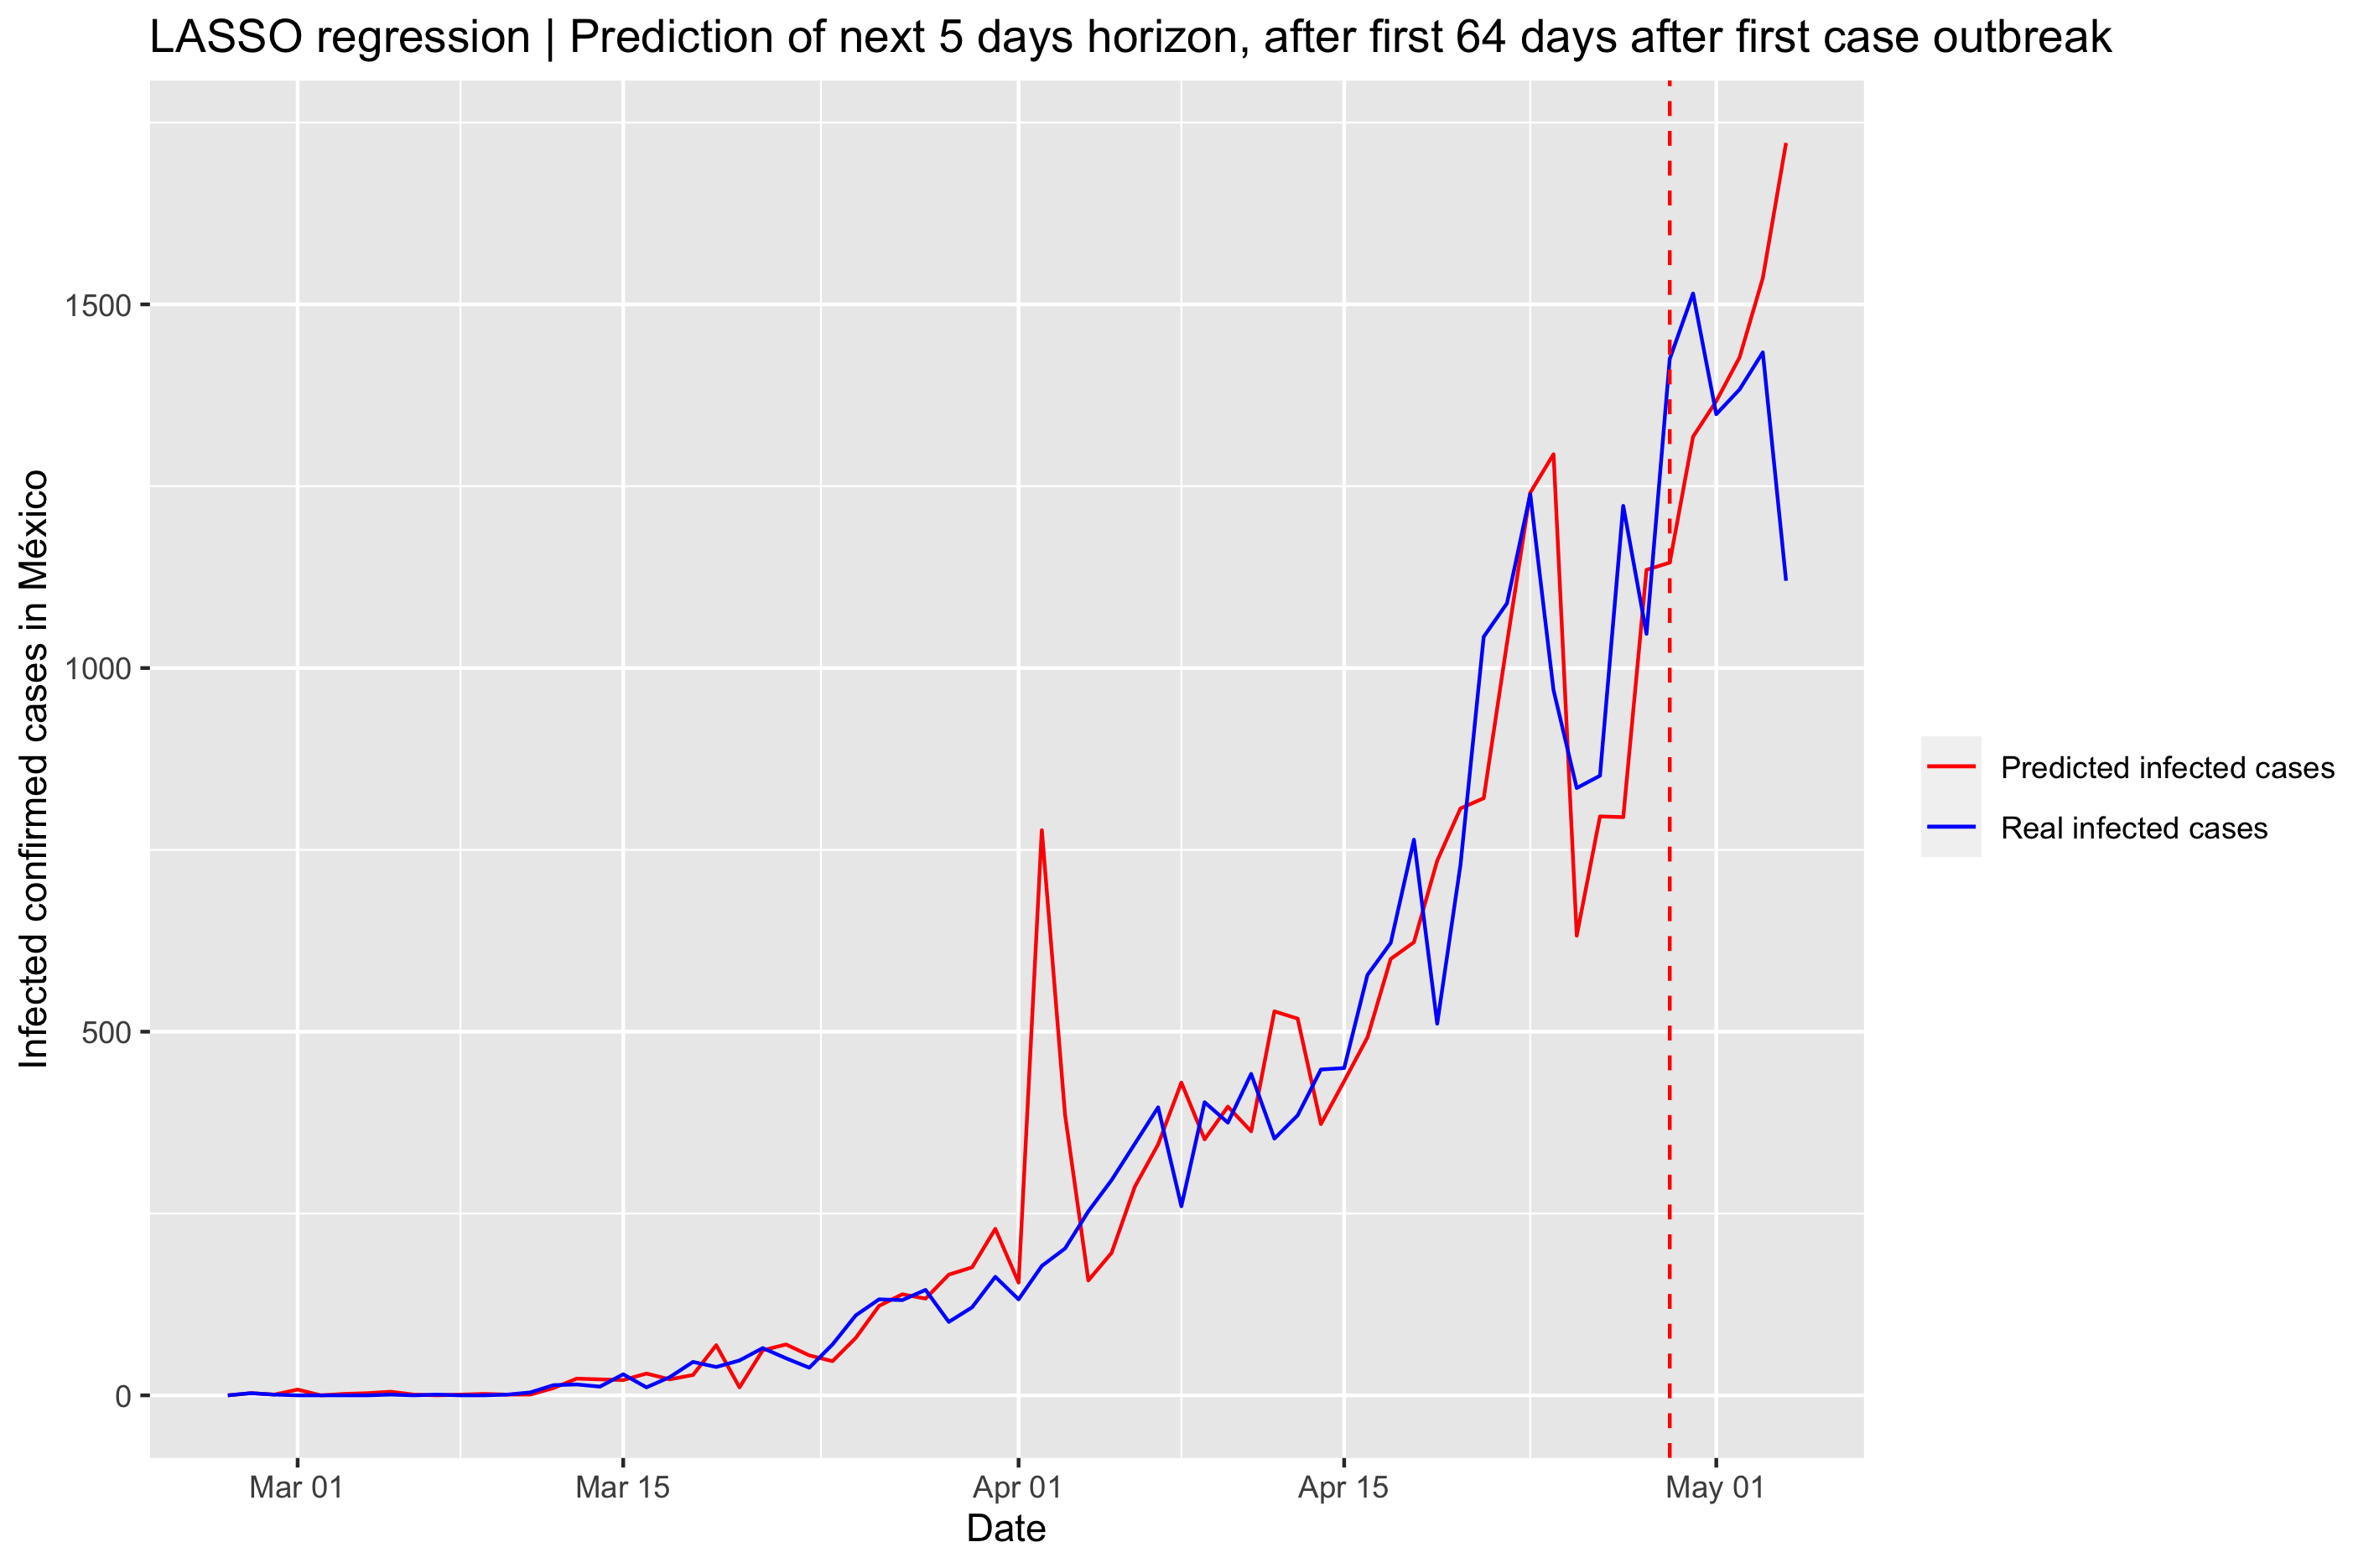 LASSO regression | Prediction of next 5 days horizon, after first 64 days after first case outbreak
Infected confirmed cases in México
1500
1000
500
0
Mar 01
Mar 15
Apr 01
Apr 15
May 01
Date
Predicted infected cases
Real infected cases